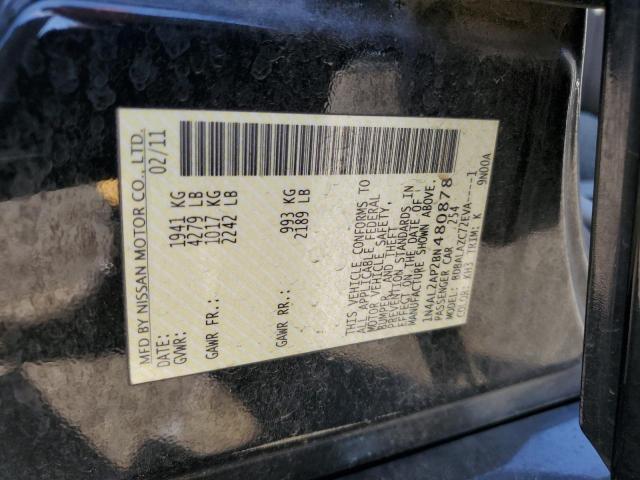 MFD BY NISSAN MOTOR CO., LTD.
DATE: 02/11
GVWR: 1941 KG
4279 LB
GAWR FR.: 1017 KG
2242 LB
GAWR RR.: 993 KG
2189 LB
THIS VEHICLE CONFORMS TO
ALL APPLICABLE FEDERAL
MOTOR VEHICLE SAFETY,
BUMPER, AND THEFT
PREVENTION STANDARDS IN
EFFECT ON THE DATE OF
MANUFACTURE SHOWN ABOVE.
1N4AL2AP7BN480878
PASSENGER CAR 254
MODEL: BDRALVZC72EVA----1
COLOR: KH3 TRIM: K 9N00A